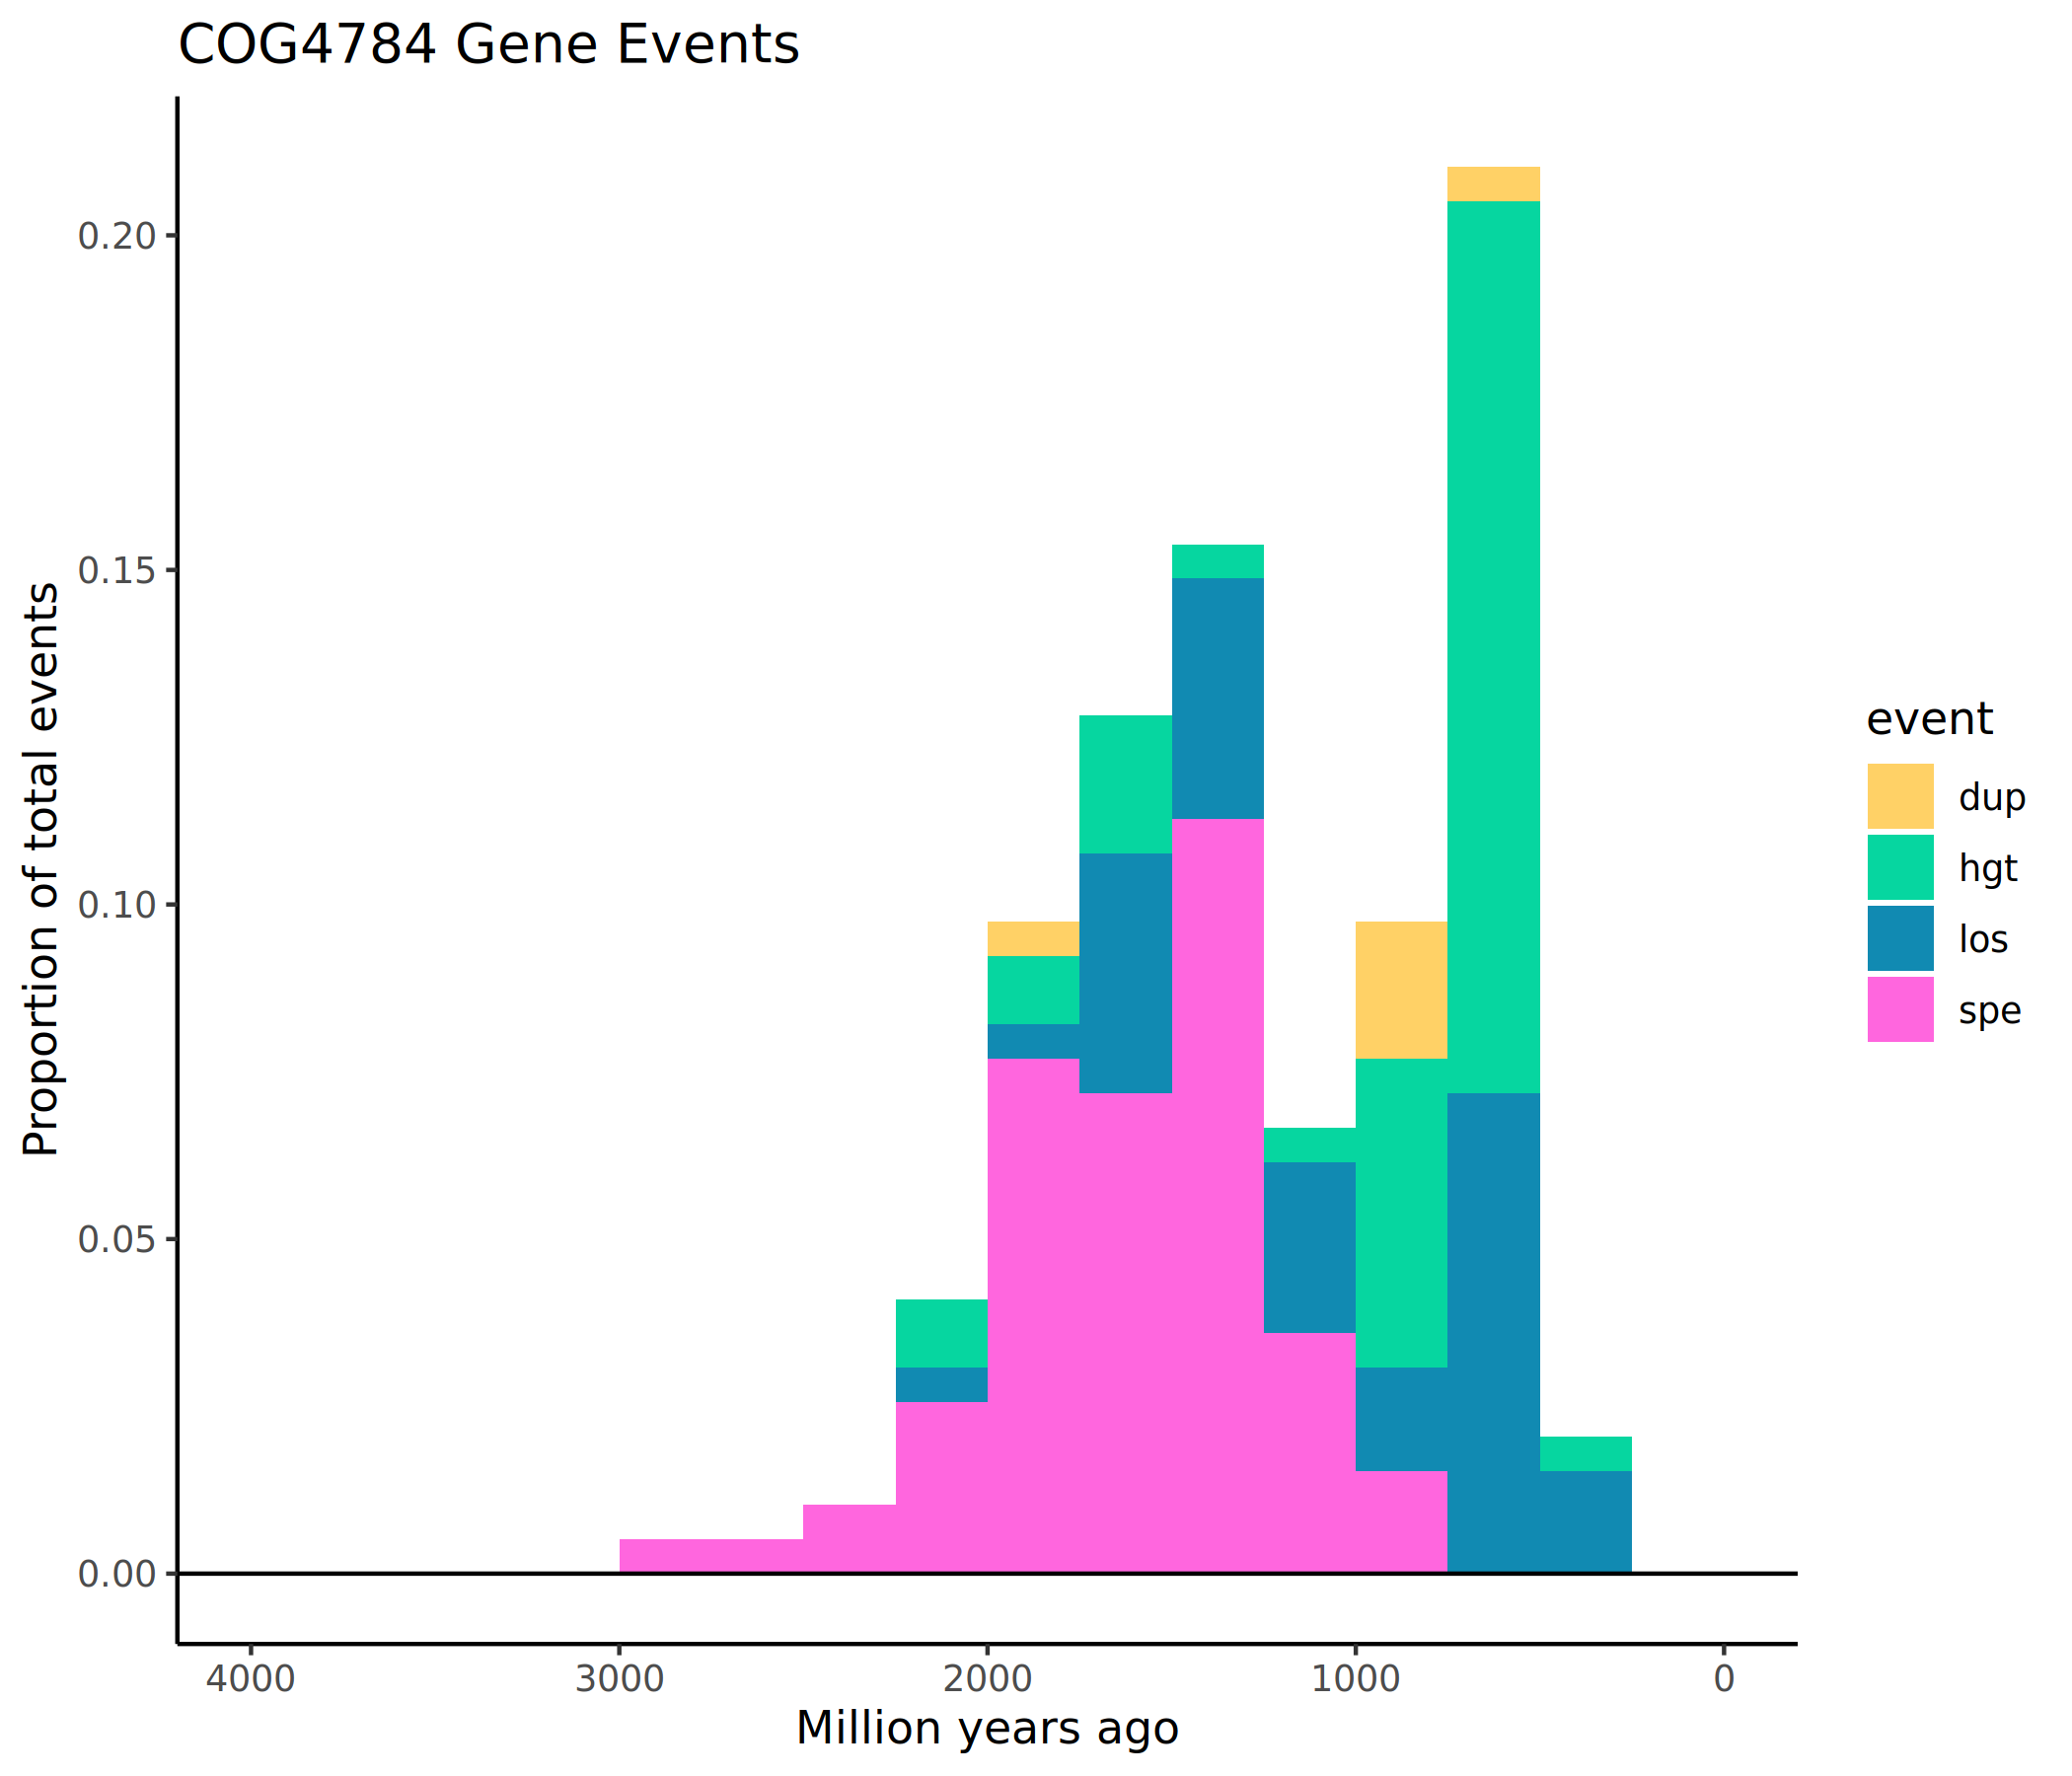 COG4784 Gene Events
Proportion of total events
0.20
0.15
0.10
0.05
0.00
4000 3000 2000 1000 0
Million years ago
event
dup
hgt
los
spe